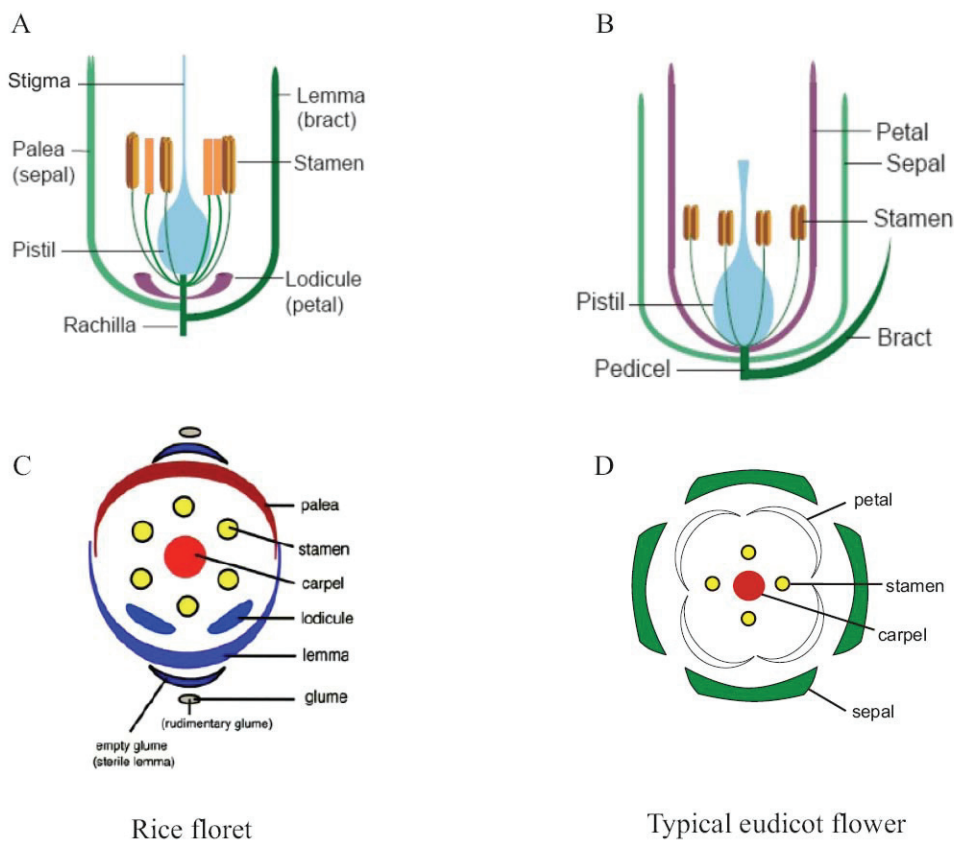 A
Stigma
Lemma
(bract)
Palea
(sepal)
Stamen
Pistil
Lodicule
(petal)
Rachilla
B
Petal
Sepal
Stamen
Pistil
Bract
Pedicel
C
palea
stamen
carpel
lodicule
lemma
glume
(rudimentary glume)
empty glume
(sterile lemma)
D
petal
stamen
carpel
sepal
Rice floret
Typical eudicot flower